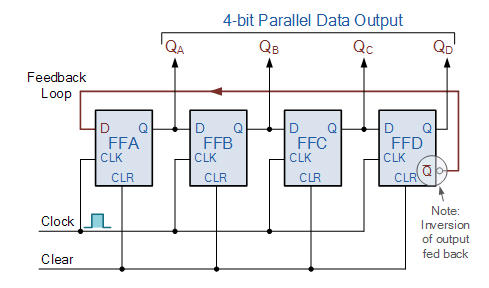 4-bit Parallel Data Output
QA QB QC QD
Feedback
Loop
D Q D Q D Q D Q
FFA FFB FFC FFD
CLK CLK CLK CLK
CLR CLR CLR CLR Q̅
Clock
Clear
Note:
Inversion
of output
fed back